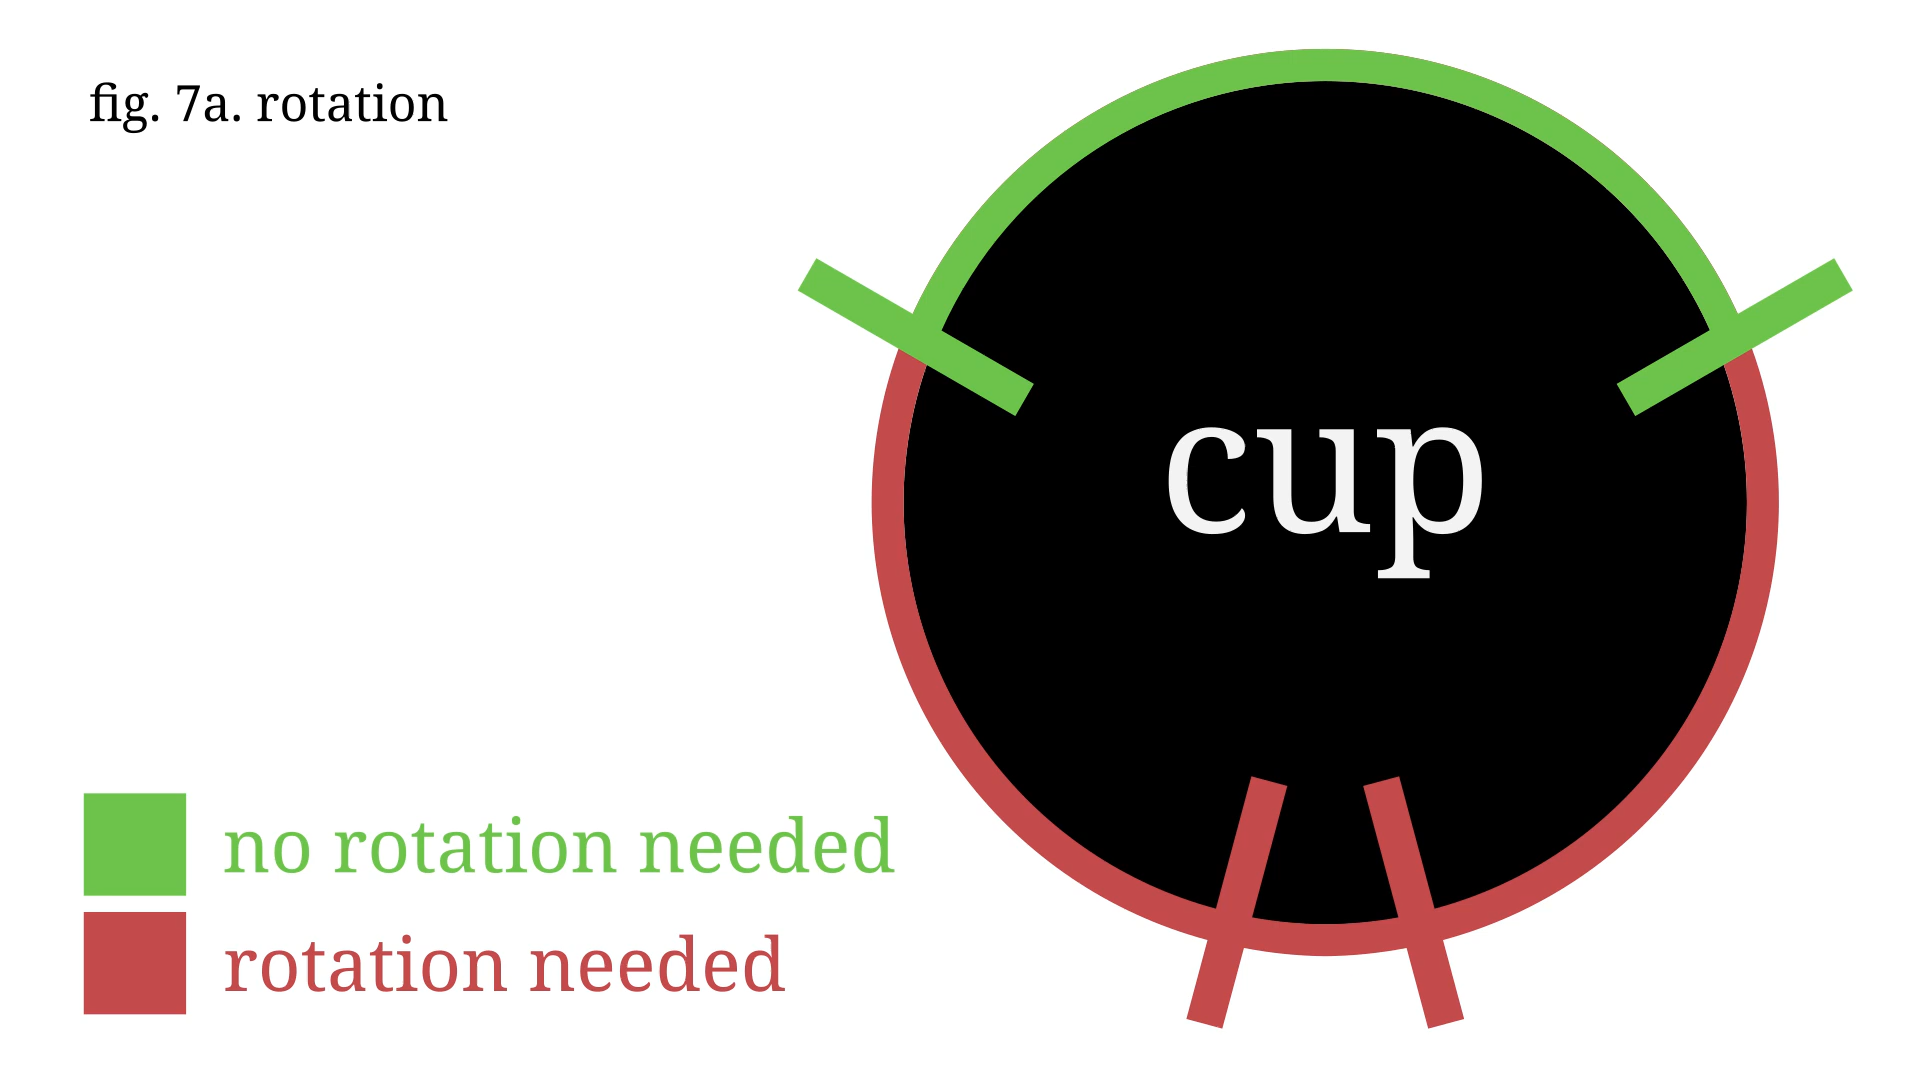 fig. 7a. rotation
cup
no rotation needed
rotation needed